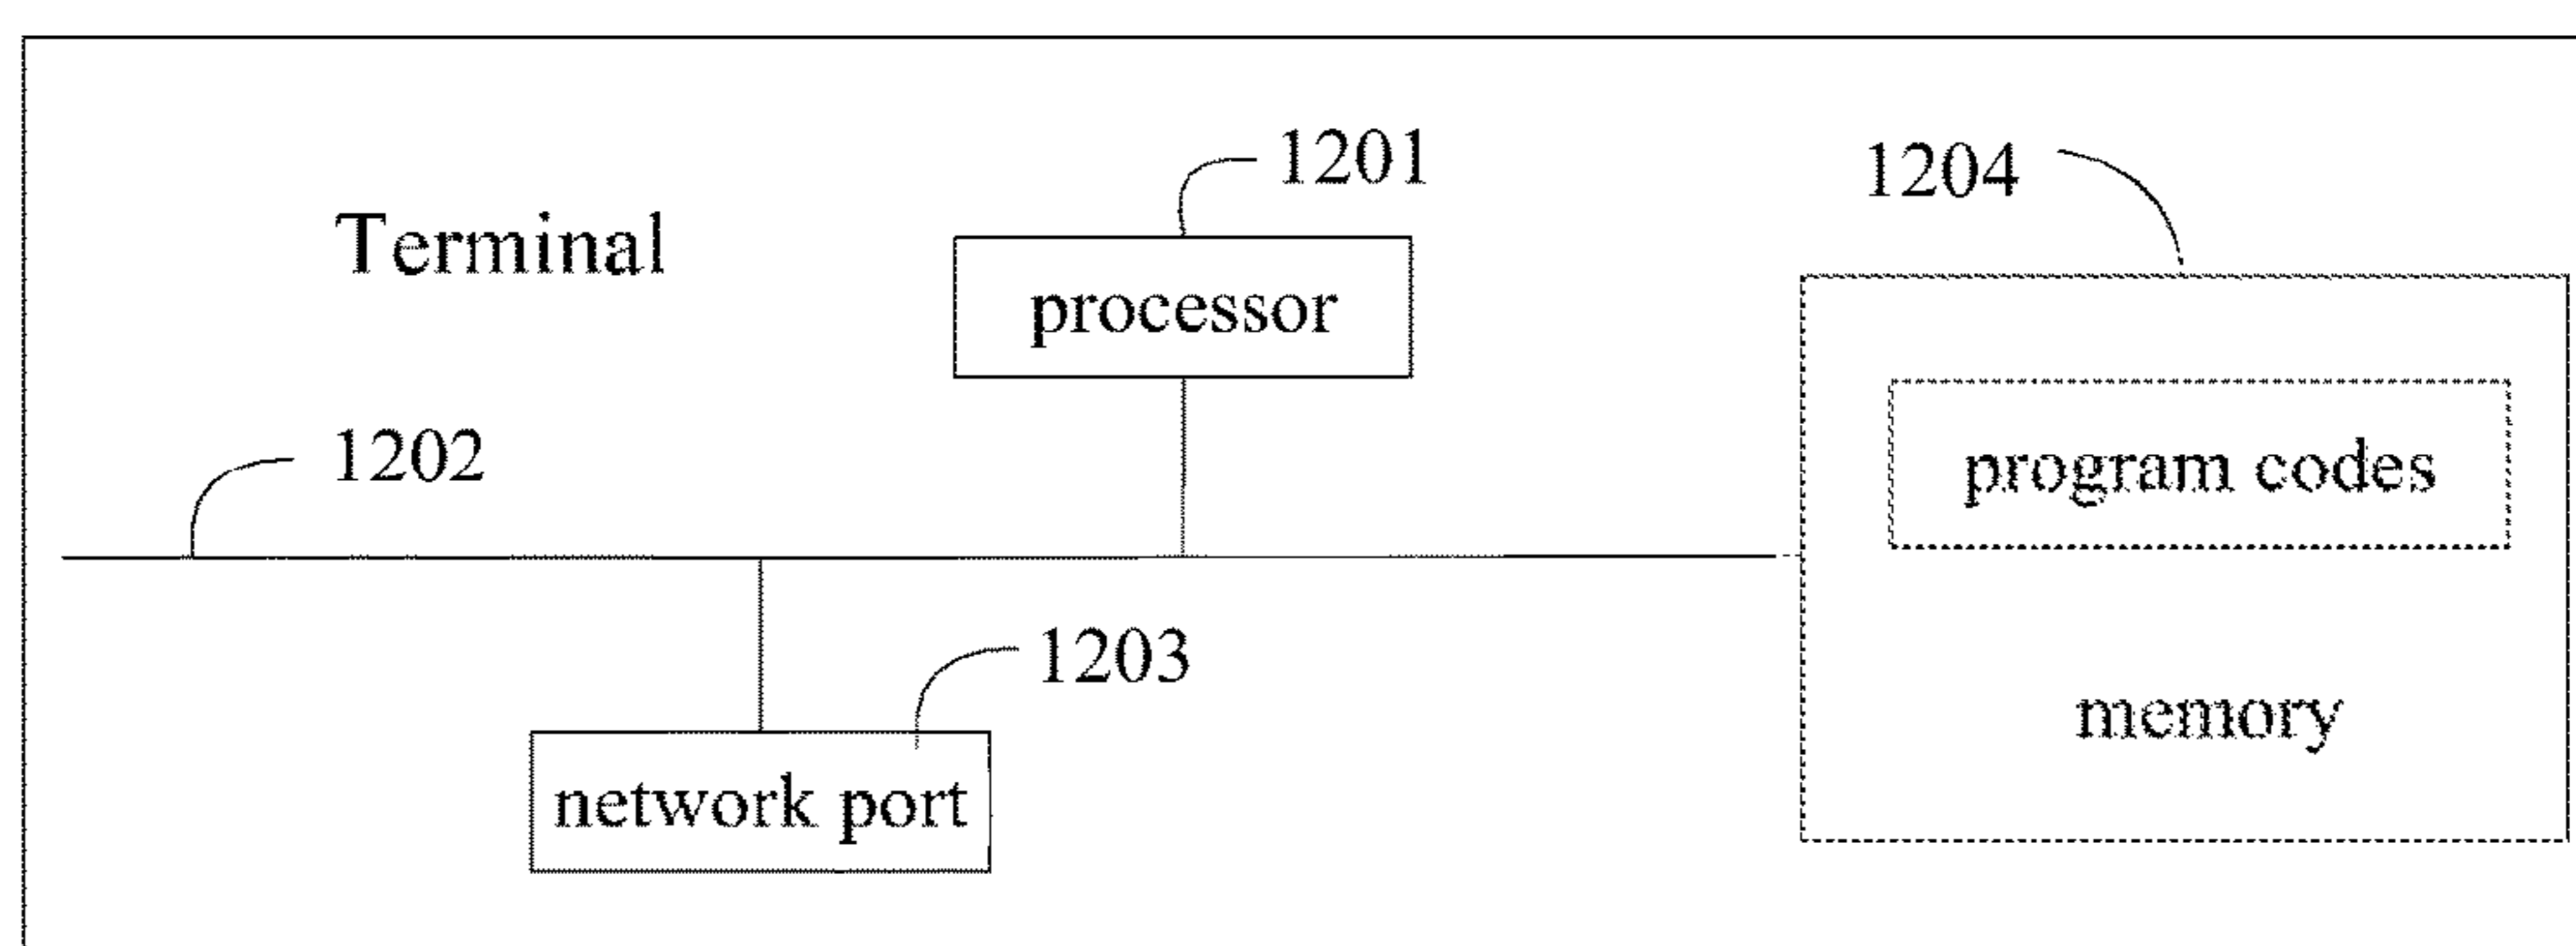 1201
1204
Terminal
processor
1202
program codes
1203
memory
network port